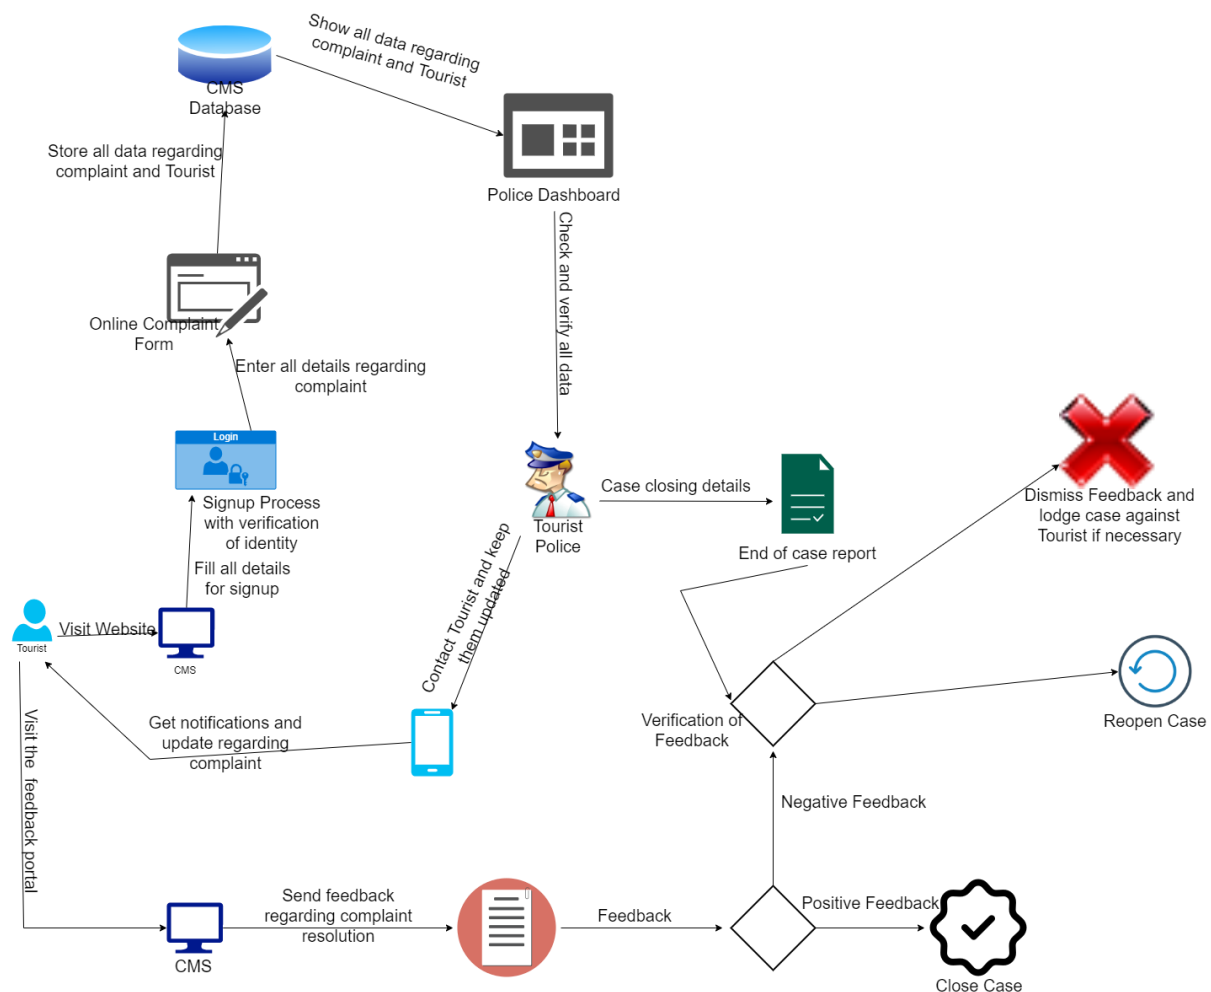 Show all data regarding
complaint and Tourist
CMS
Database
Store all data regarding
complaint and Tourist
Police Dashboard
Check and verify all data
Online Complaint
Form
Enter all details regarding
complaint
Login
Signup Process
with verification
of identity
Fill all details
for signup
Case closing details
Tourist
Police
End of case report
Dismiss Feedback and
lodge case against
Tourist if necessary
Contact Tourist and keep
them updated
Visit Website
Tourist
CMS
Get notifications and
update regarding
complaint
Verification of
Feedback
Reopen Case
Visit the feedback portal
Negative Feedback
Send feedback
regarding complaint
resolution
Feedback
Positive Feedback
CMS
Close Case